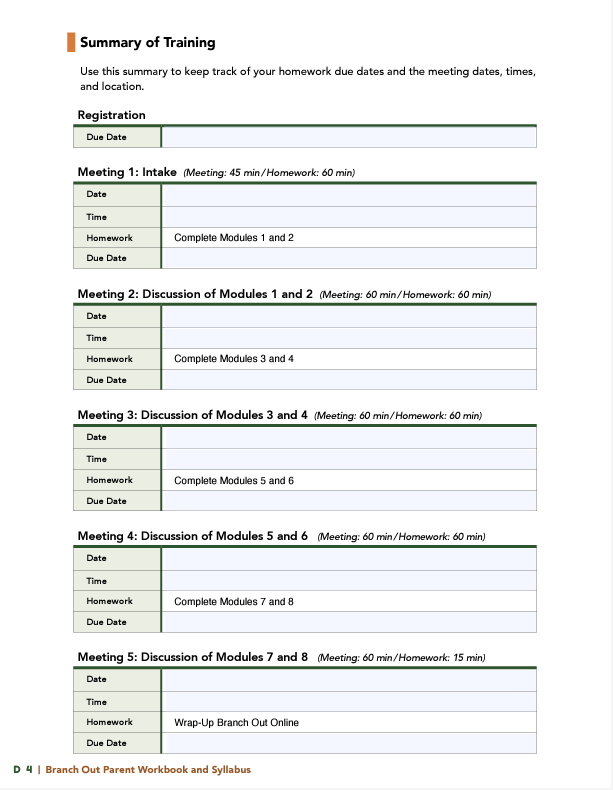 Summary of Training
Use this summary to keep track of your homework due dates and the meeting dates, times,
and location.
Registration
Due Date
Meeting 1: Intake (Meeting: 45 min / Homework: 60 min)
Date
Time
Homework Complete Modules 1 and 2
Due Date
Meeting 2: Discussion of Modules 1 and 2 (Meeting: 60 min / Homework: 60 min)
Date
Time
Homework Complete Modules 3 and 4
Due Date
Meeting 3: Discussion of Modules 3 and 4 (Meeting: 60 min / Homework: 60 min)
Date
Time
Homework Complete Modules 5 and 6
Due Date
Meeting 4: Discussion of Modules 5 and 6 (Meeting: 60 min / Homework: 60 min)
Date
Time
Homework Complete Modules 7 and 8
Due Date
Meeting 5: Discussion of Modules 7 and 8 (Meeting: 60 min / Homework: 15 min)
Date
Time
Homework Wrap-Up Branch Out Online
Due Date
D 4 | Branch Out Parent Workbook and Syllabus